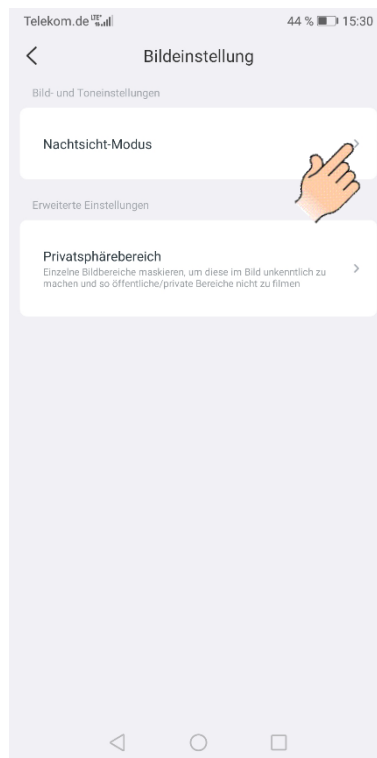 Telekom.de LTE 44 % 15:30
Bildeinstellung
Bild- und Toneinstellungen
Nachtsicht-Modus
Erweiterte Einstellungen
Privatsphärebereich
Einzelne Bildbereiche maskieren, um diese im Bild unkenntlich zu
machen und so öffentliche/private Bereiche nicht zu filmen